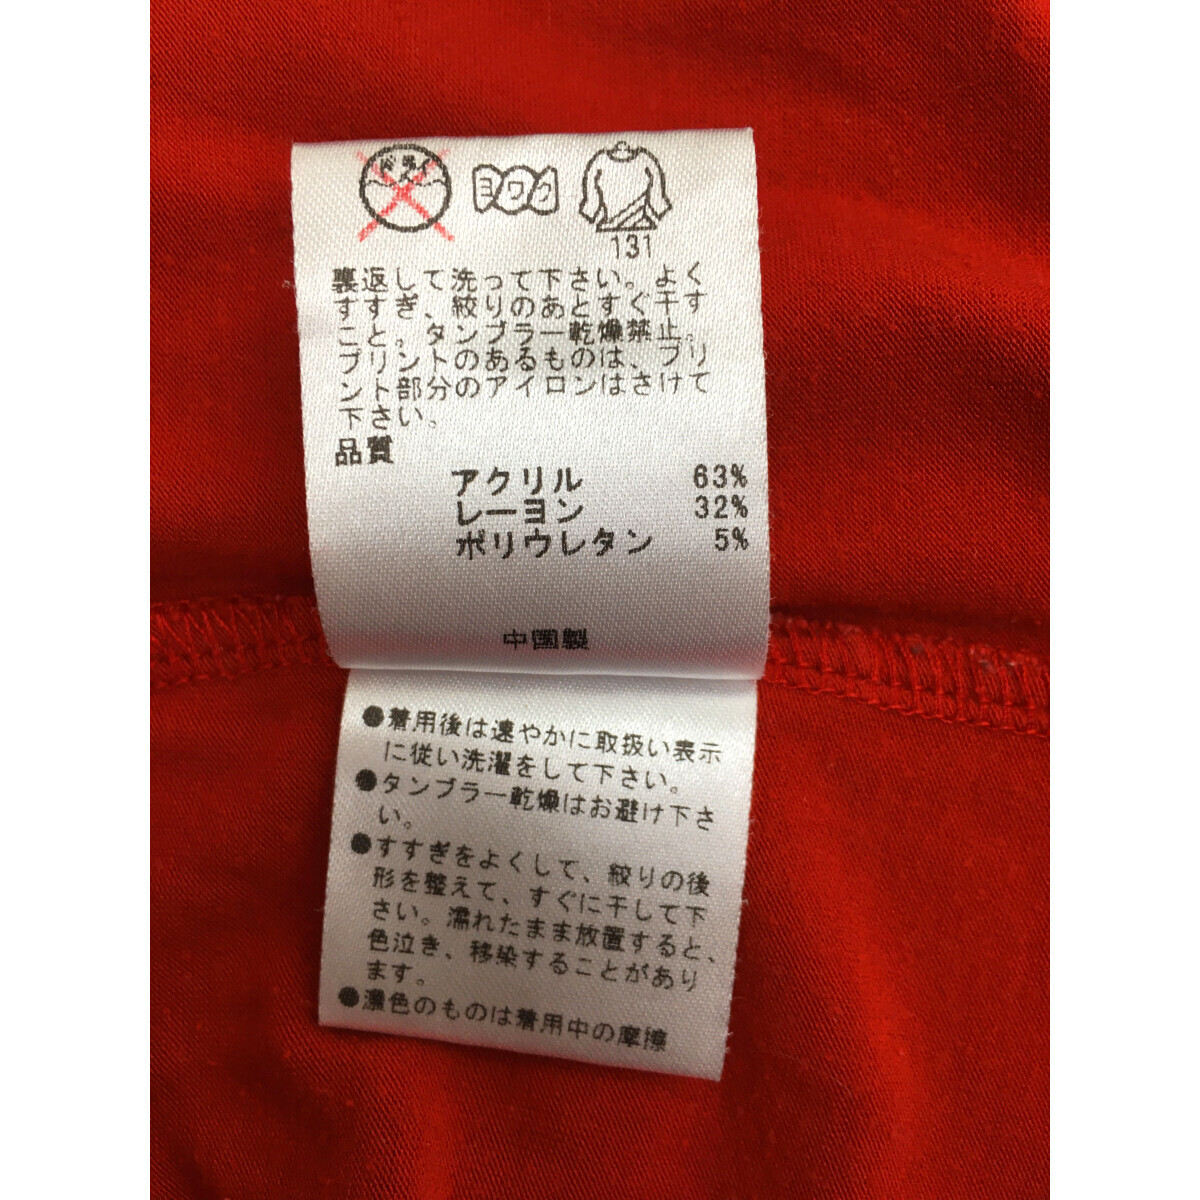 ヨワク
131
裏返して洗って下さい。よく
すすぎ、絞りのあとすぐ干す
こと。タンブラー乾燥禁止。
プリントのあるものは、プリ
ント部分のアイロンはさけて
下さい。
品質
アクリル 63%
レーヨン 32%
ポリウレタン 5%
中国製
●着用後は速やかに取扱い表示
に従い洗濯をして下さい。
●タンブラー乾燥はお避け下さ
い。
●すすぎをよくして、絞りの後
形を整えて、すぐに干して下
さい。濡れたまま放置すると、
色泣き、移染することがあり
ます。
●濃色のものは着用中の摩擦